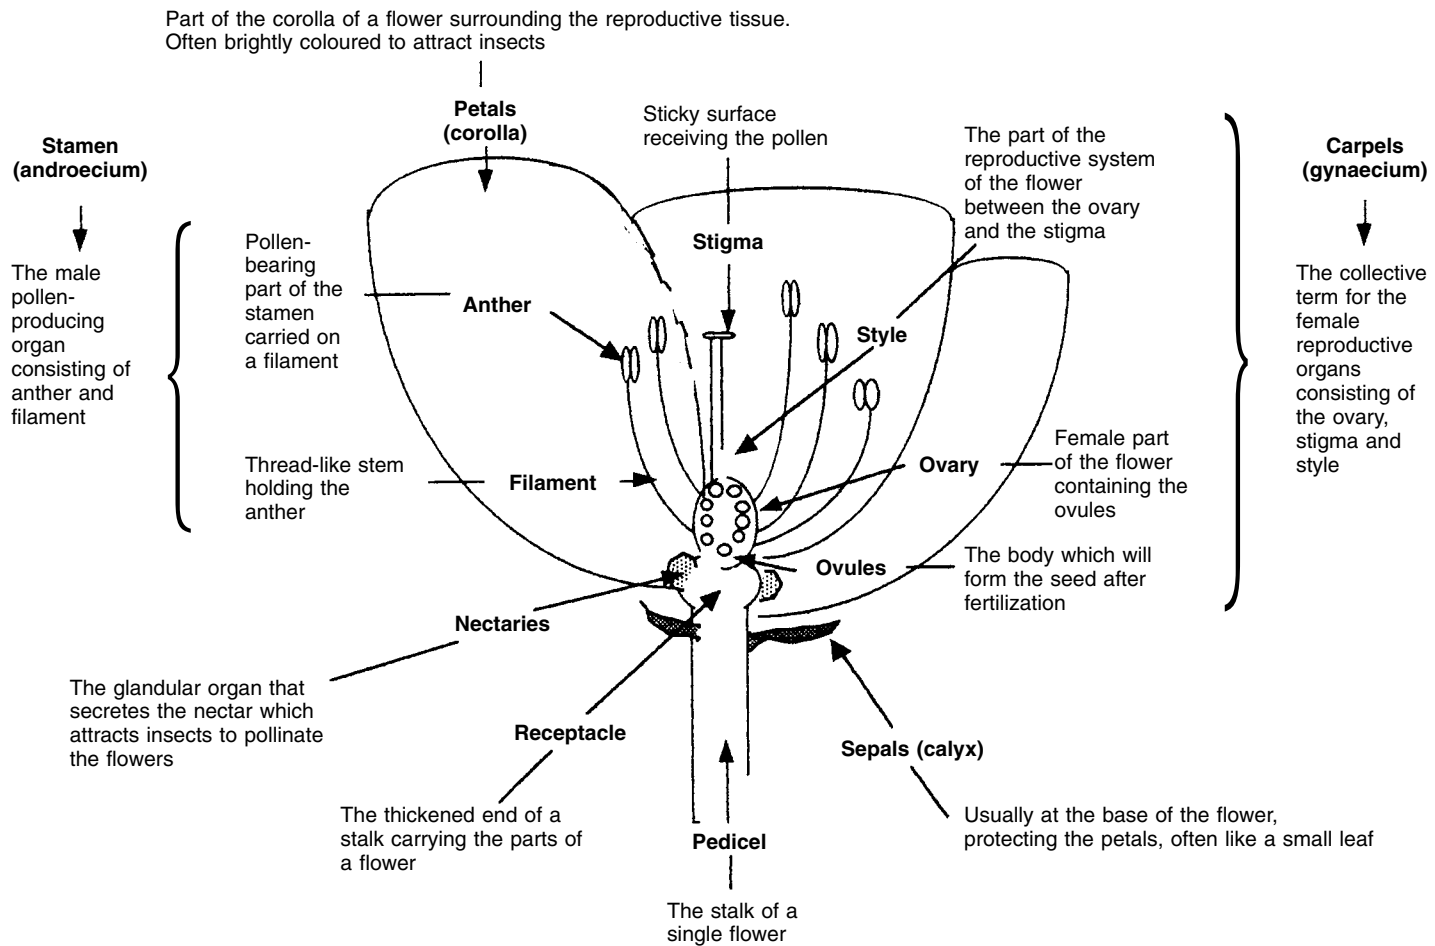 Part of the corolla of a flower surrounding the reproductive tissue.
Often brightly coloured to attract insects
Petals
(corolla)
Stamen
(androecium)
The male
pollen-
producing
organ
consisting of
anther and
filament
Pollen-
bearing
part of the
stamen
carried on
a filament
Anther
Thread-like stem
holding the
anther
Filament
Sticky surface
receiving the pollen
Stigma
The part of the
reproductive system
of the flower
between the ovary
and the stigma
Style
Carpels
(gynaecium)
The collective
term for the
female
reproductive
organs
consisting of
the ovary,
stigma and
style
Ovary
Female part
of the flower
containing the
ovules
Ovules
The body which will
form the seed after
fertilization
Nectaries
The glandular organ that
secretes the nectar which
attracts insects to pollinate
the flowers
Receptacle
The thickened end of a
stalk carrying the parts of
a flower
Sepals (calyx)
Usually at the base of the flower,
protecting the petals, often like a small leaf
Pedicel
The stalk of a
single flower